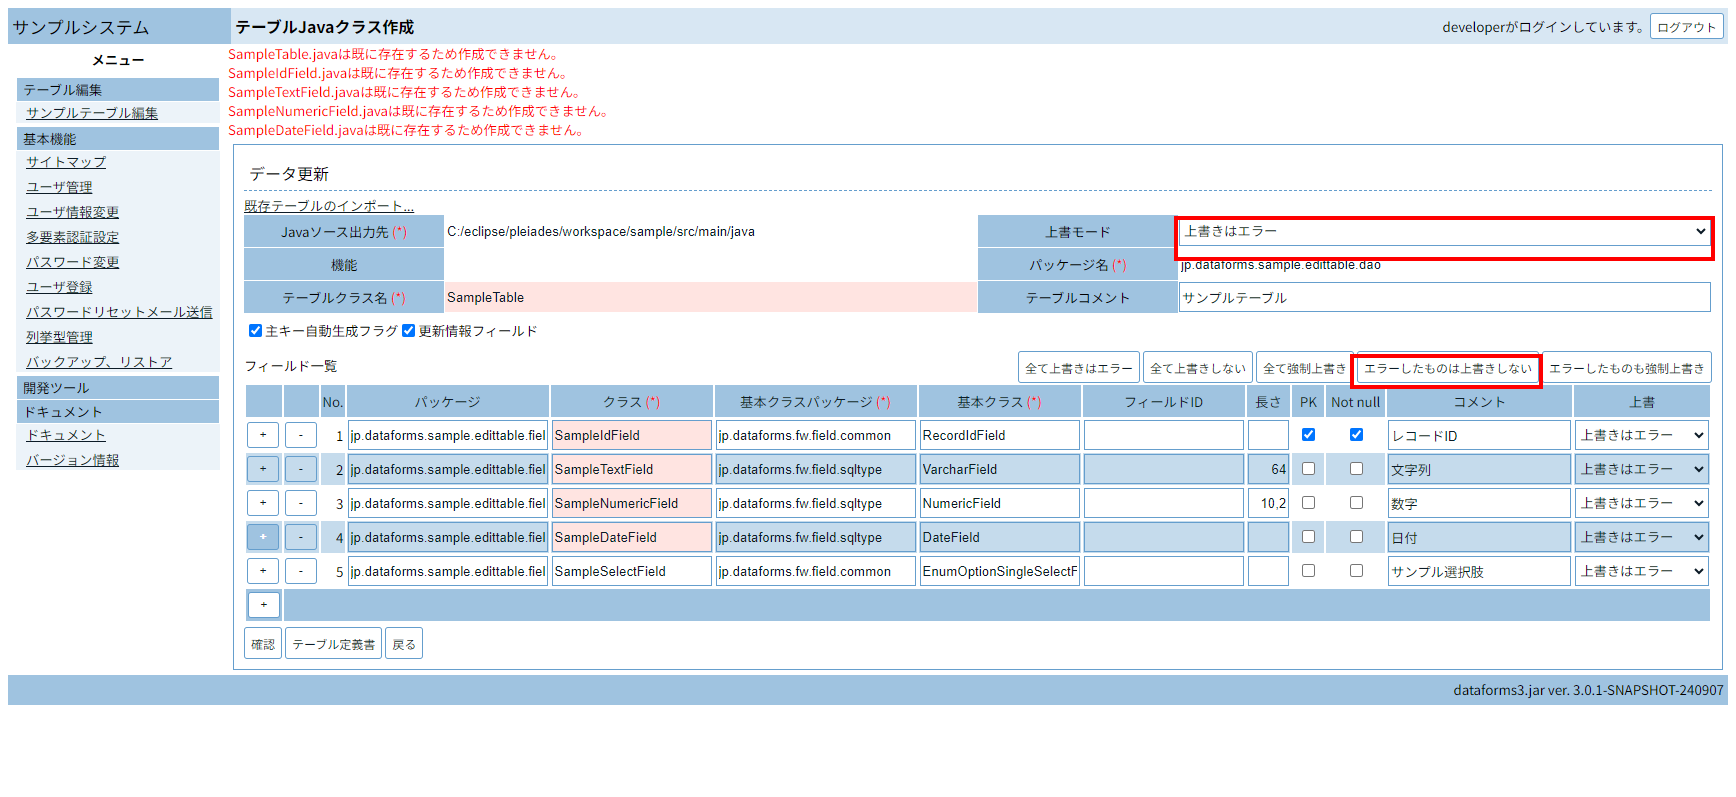 サンプルシステム
テーブルJavaクラス作成
developerがログインしています。 ログアウト
メニュー
テーブル編集
サンプルテーブル編集
基本機能
サイトマップ
ユーザ管理
ユーザ情報変更
多要素認証設定
パスワード変更
ユーザ登録
パスワードリセットメール送信
列挙型管理
バックアップ、リストア
開発ツール
ドキュメント
ドキュメント
バージョン情報
SampleTable.javaは既に存在するため作成できません。
SampleIdField.javaは既に存在するため作成できません。
SampleTextField.javaは既に存在するため作成できません。
SampleNumericField.javaは既に存在するため作成できません。
SampleDateField.javaは既に存在するため作成できません。
データ更新
既存テーブルのインポート...
Javaソース出力先 (*) C:/eclipse/pleiades/workspace/sample/src/main/java 上書モード 上書きはエラー
機能 パッケージ名 (*) jp.dataforms.sample.edittable.dao
テーブルクラス名 (*) SampleTable テーブルコメント サンプルテーブル
主キー自動生成フラグ 更新情報フィールド
フィールド一覧 全て上書きはエラー 全て上書きしない 全て強制上書き エラーしたものは上書きしない エラーしたものも強制上書き
No. パッケージ クラス (*) 基本クラスパッケージ (*) 基本クラス (*) フィールドID 長さ PK Not null コメント 上書
+ - 1 jp.dataforms.sample.edittable.fiel SampleIdField jp.dataforms.fw.field.common RecordIdField レコードID 上書きはエラー
+ - 2 jp.dataforms.sample.edittable.fiel SampleTextField jp.dataforms.fw.field.sqltype VarcharField 64 文字列 上書きはエラー
+ - 3 jp.dataforms.sample.edittable.fiel SampleNumericField jp.dataforms.fw.field.sqltype NumericField 10,2 数字 上書きはエラー
+ - 4 jp.dataforms.sample.edittable.fiel SampleDateField jp.dataforms.fw.field.sqltype DateField 日付 上書きはエラー
+ - 5 jp.dataforms.sample.edittable.fiel SampleSelectField jp.dataforms.fw.field.common EnumOptionSingleSelectF サンプル選択肢 上書きはエラー
+
確認 テーブル定義書 戻る
dataforms3.jar ver. 3.0.1-SNAPSHOT-240907